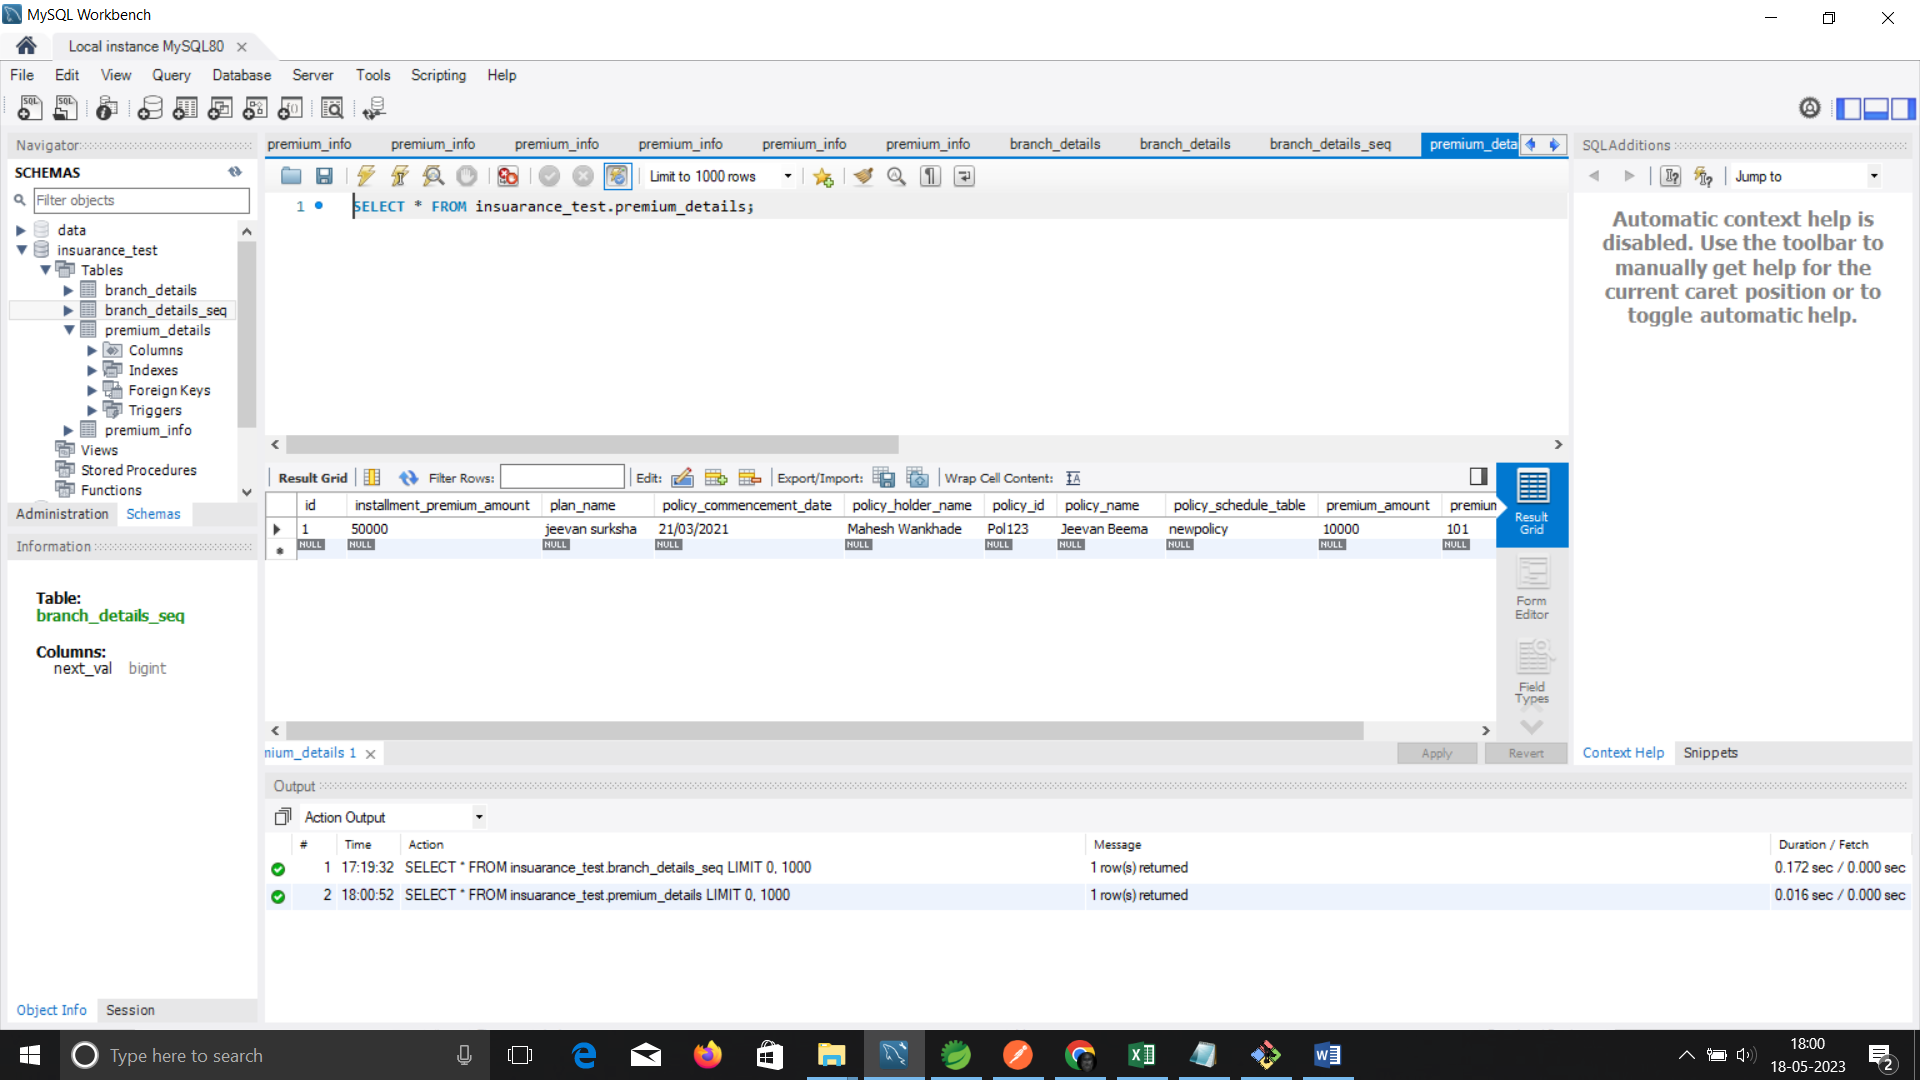 MySQL Workbench
Local instance MySQL80
File Edit View Query Database Server Tools Scripting Help
Navigator
SCHEMAS
Filter objects
data
insuarance_test
Tables
branch_details
branch_details_seq
premium_details
Columns
Indexes
Foreign Keys
Triggers
premium_info
Views
Stored Procedures
Functions
Administration Schemas
Information
Table:
branch_details_seq
Columns:
next_val bigint
Object Info Session
premium_info premium_info premium_info premium_info premium_info premium_info branch_details branch_details branch_details_seq premium_deta
Limit to 1000 rows
1 SELECT * FROM insuarance_test.premium_details;
Result Grid Filter Rows: Edit: Export/Import: Wrap Cell Content:
id installment_premium_amount plan_name policy_commencement_date policy_holder_name policy_id policy_name policy_schedule_table premium_amount premium
1 50000 jeevan surksha 21/03/2021 Mahesh Wankhade Pol123 Jeevan Beema newpolicy 10000 101
NULL NULL NULL NULL NULL NULL NULL NULL NULL NULL
Result Grid
Form Editor
Field Types
mium_details 1
Apply Revert
SQLAdditions
Jump to
Automatic context help is
disabled. Use the toolbar to
manually get help for the
current caret position or to
toggle automatic help.
Context Help Snippets
Output
Action Output
# Time Action Message Duration / Fetch
1 17:19:32 SELECT * FROM insuarance_test.branch_details_seq LIMIT 0, 1000 1 row(s) returned 0.172 sec / 0.000 sec
2 18:00:52 SELECT * FROM insuarance_test.premium_details LIMIT 0, 1000 1 row(s) returned 0.016 sec / 0.000 sec
Type here to search
18:00
18-05-2023
2